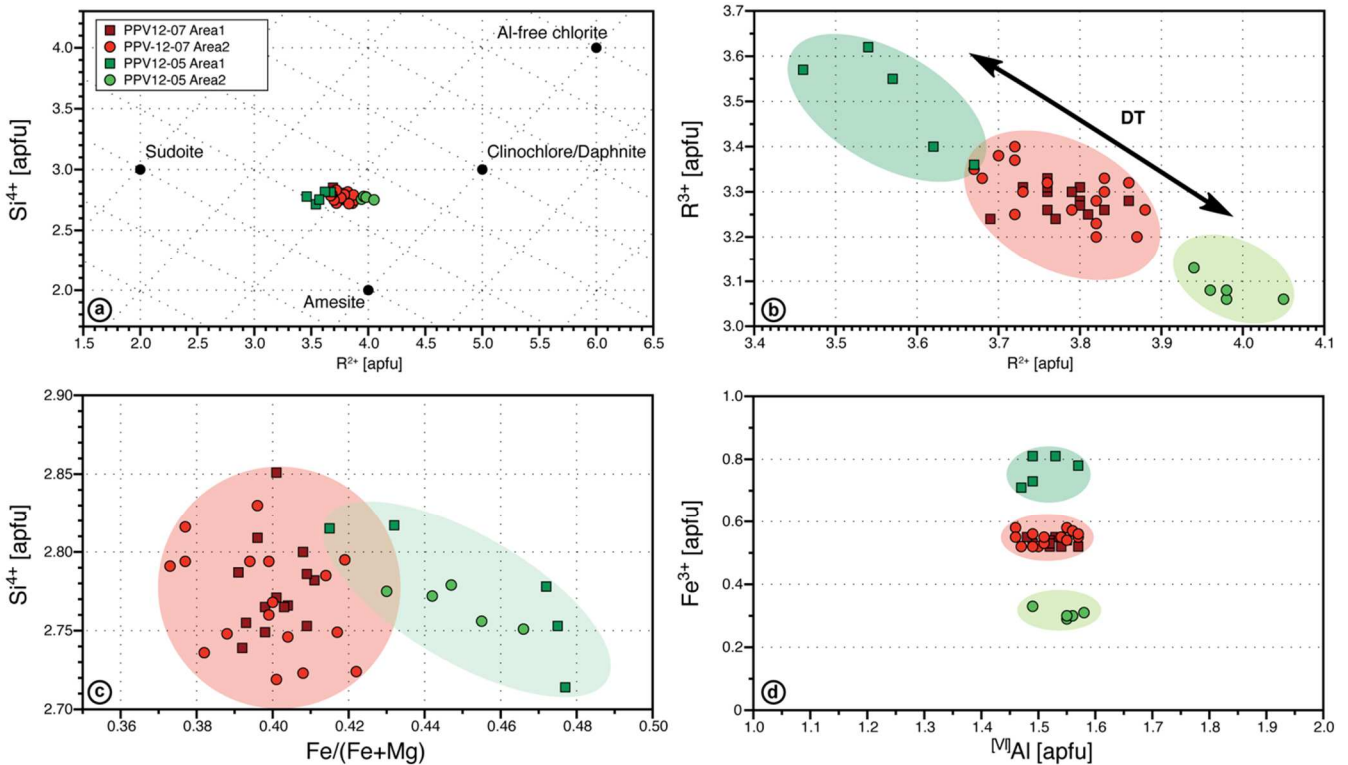 PPV12-07 Area1
PPV-12-07 Area2
PPV12-05 Area1
PPV12-05 Area2
Al-free chlorite
Sudoite
Clinochlore/Daphnite
Amesite
a
4.0
3.5
3.0
2.5
2.0
Si4+ [apfu]
1.5 2.0 2.5 3.0 3.5 4.0 4.5 5.0 5.5 6.0 6.5
R2+ [apfu]
3.7
3.6
3.5
3.4
3.3
3.2
3.1
3.0
R3+ [apfu]
DT
b
3.4 3.5 3.6 3.7 3.8 3.9 4.0 4.1
R2+ [apfu]
2.90
2.85
2.80
2.75
2.70
Si4+ [apfu]
c
0.36 0.38 0.40 0.42 0.44 0.46 0.48 0.50
Fe/(Fe+Mg)
1.0
0.8
0.6
0.4
0.2
0
Fe3+ [apfu]
d
1.0 1.1 1.2 1.3 1.4 1.5 1.6 1.7 1.8 1.9 2.0
[VI]Al [apfu]